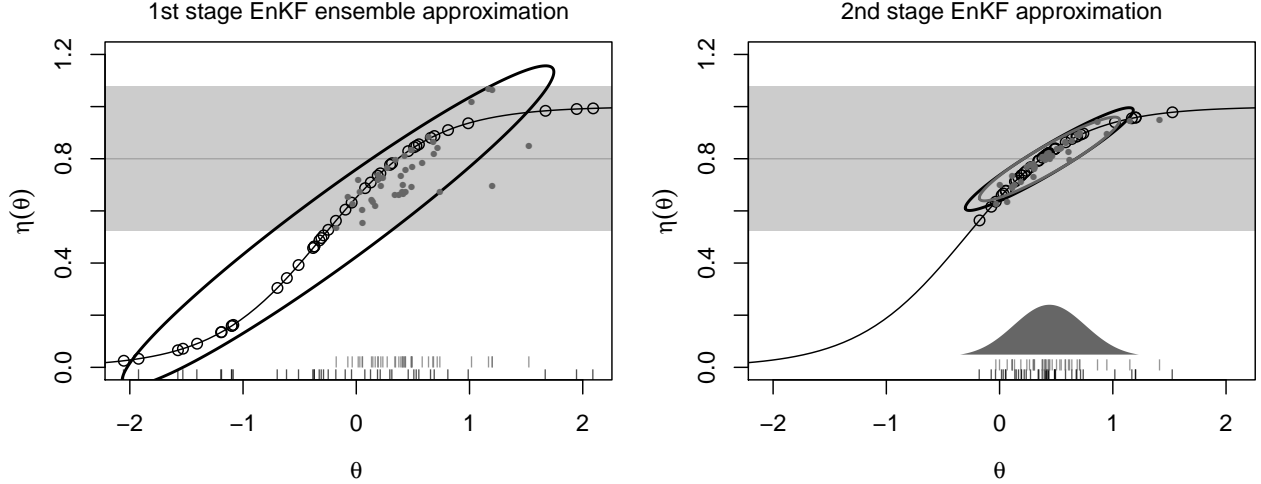 1st stage EnKF ensemble approximation
η(θ)
1.2
0.8
0.4
0.0
−2 −1 0 1 2
θ
2nd stage EnKF approximation
η(θ)
1.2
0.8
0.4
0.0
−2 −1 0 1 2
θ